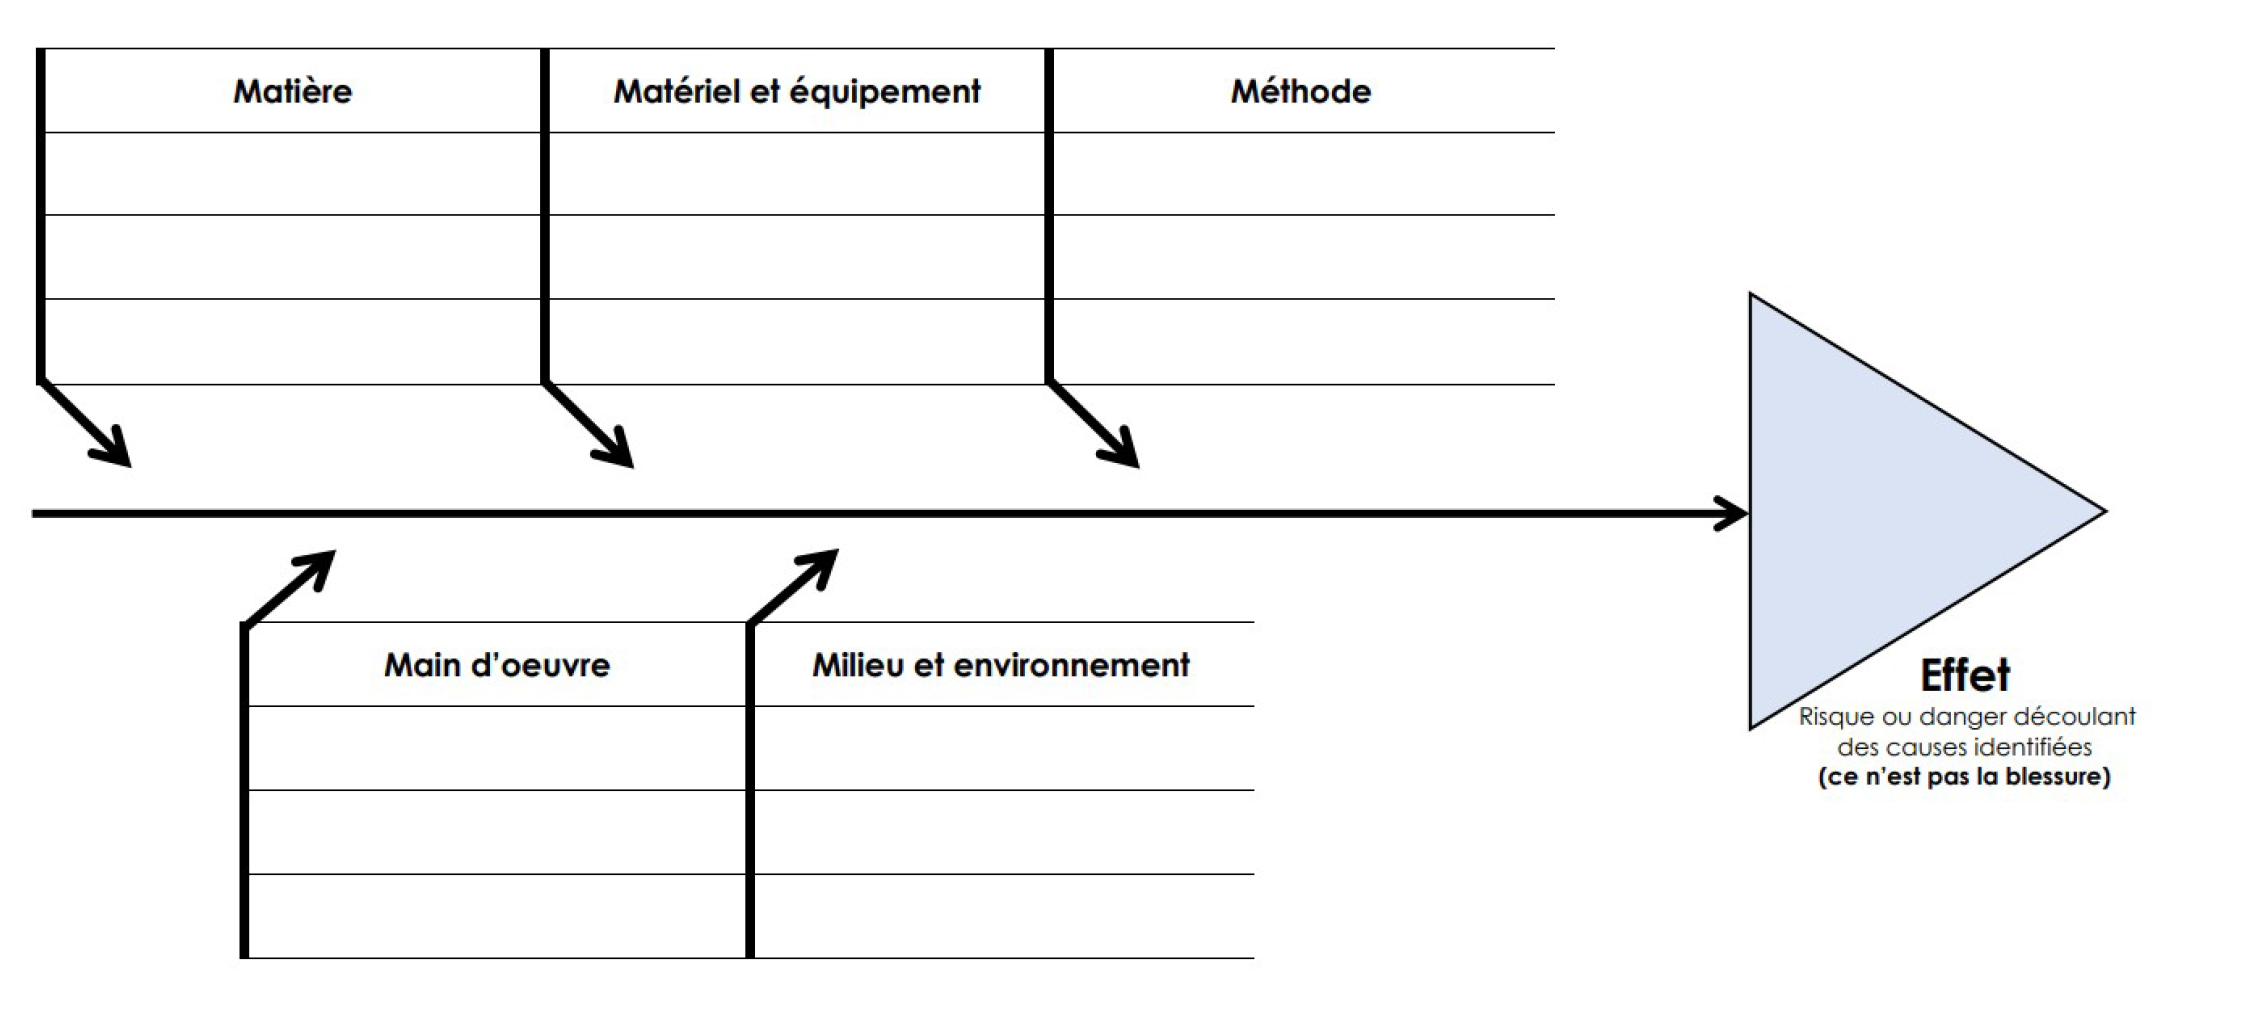 Matière
Matériel et équipement
Méthode
Main d'oeuvre
Milieu et environnement
Effet
Risque ou danger découlant
des causes identifiées
(ce n'est pas la blessure)